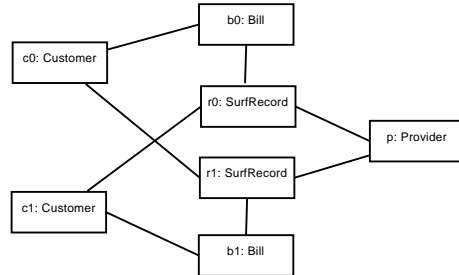 b0: Bill
c0: Customer
r0: SurfRecord
p: Provider
r1: SurfRecord
c1: Customer
b1: Bill